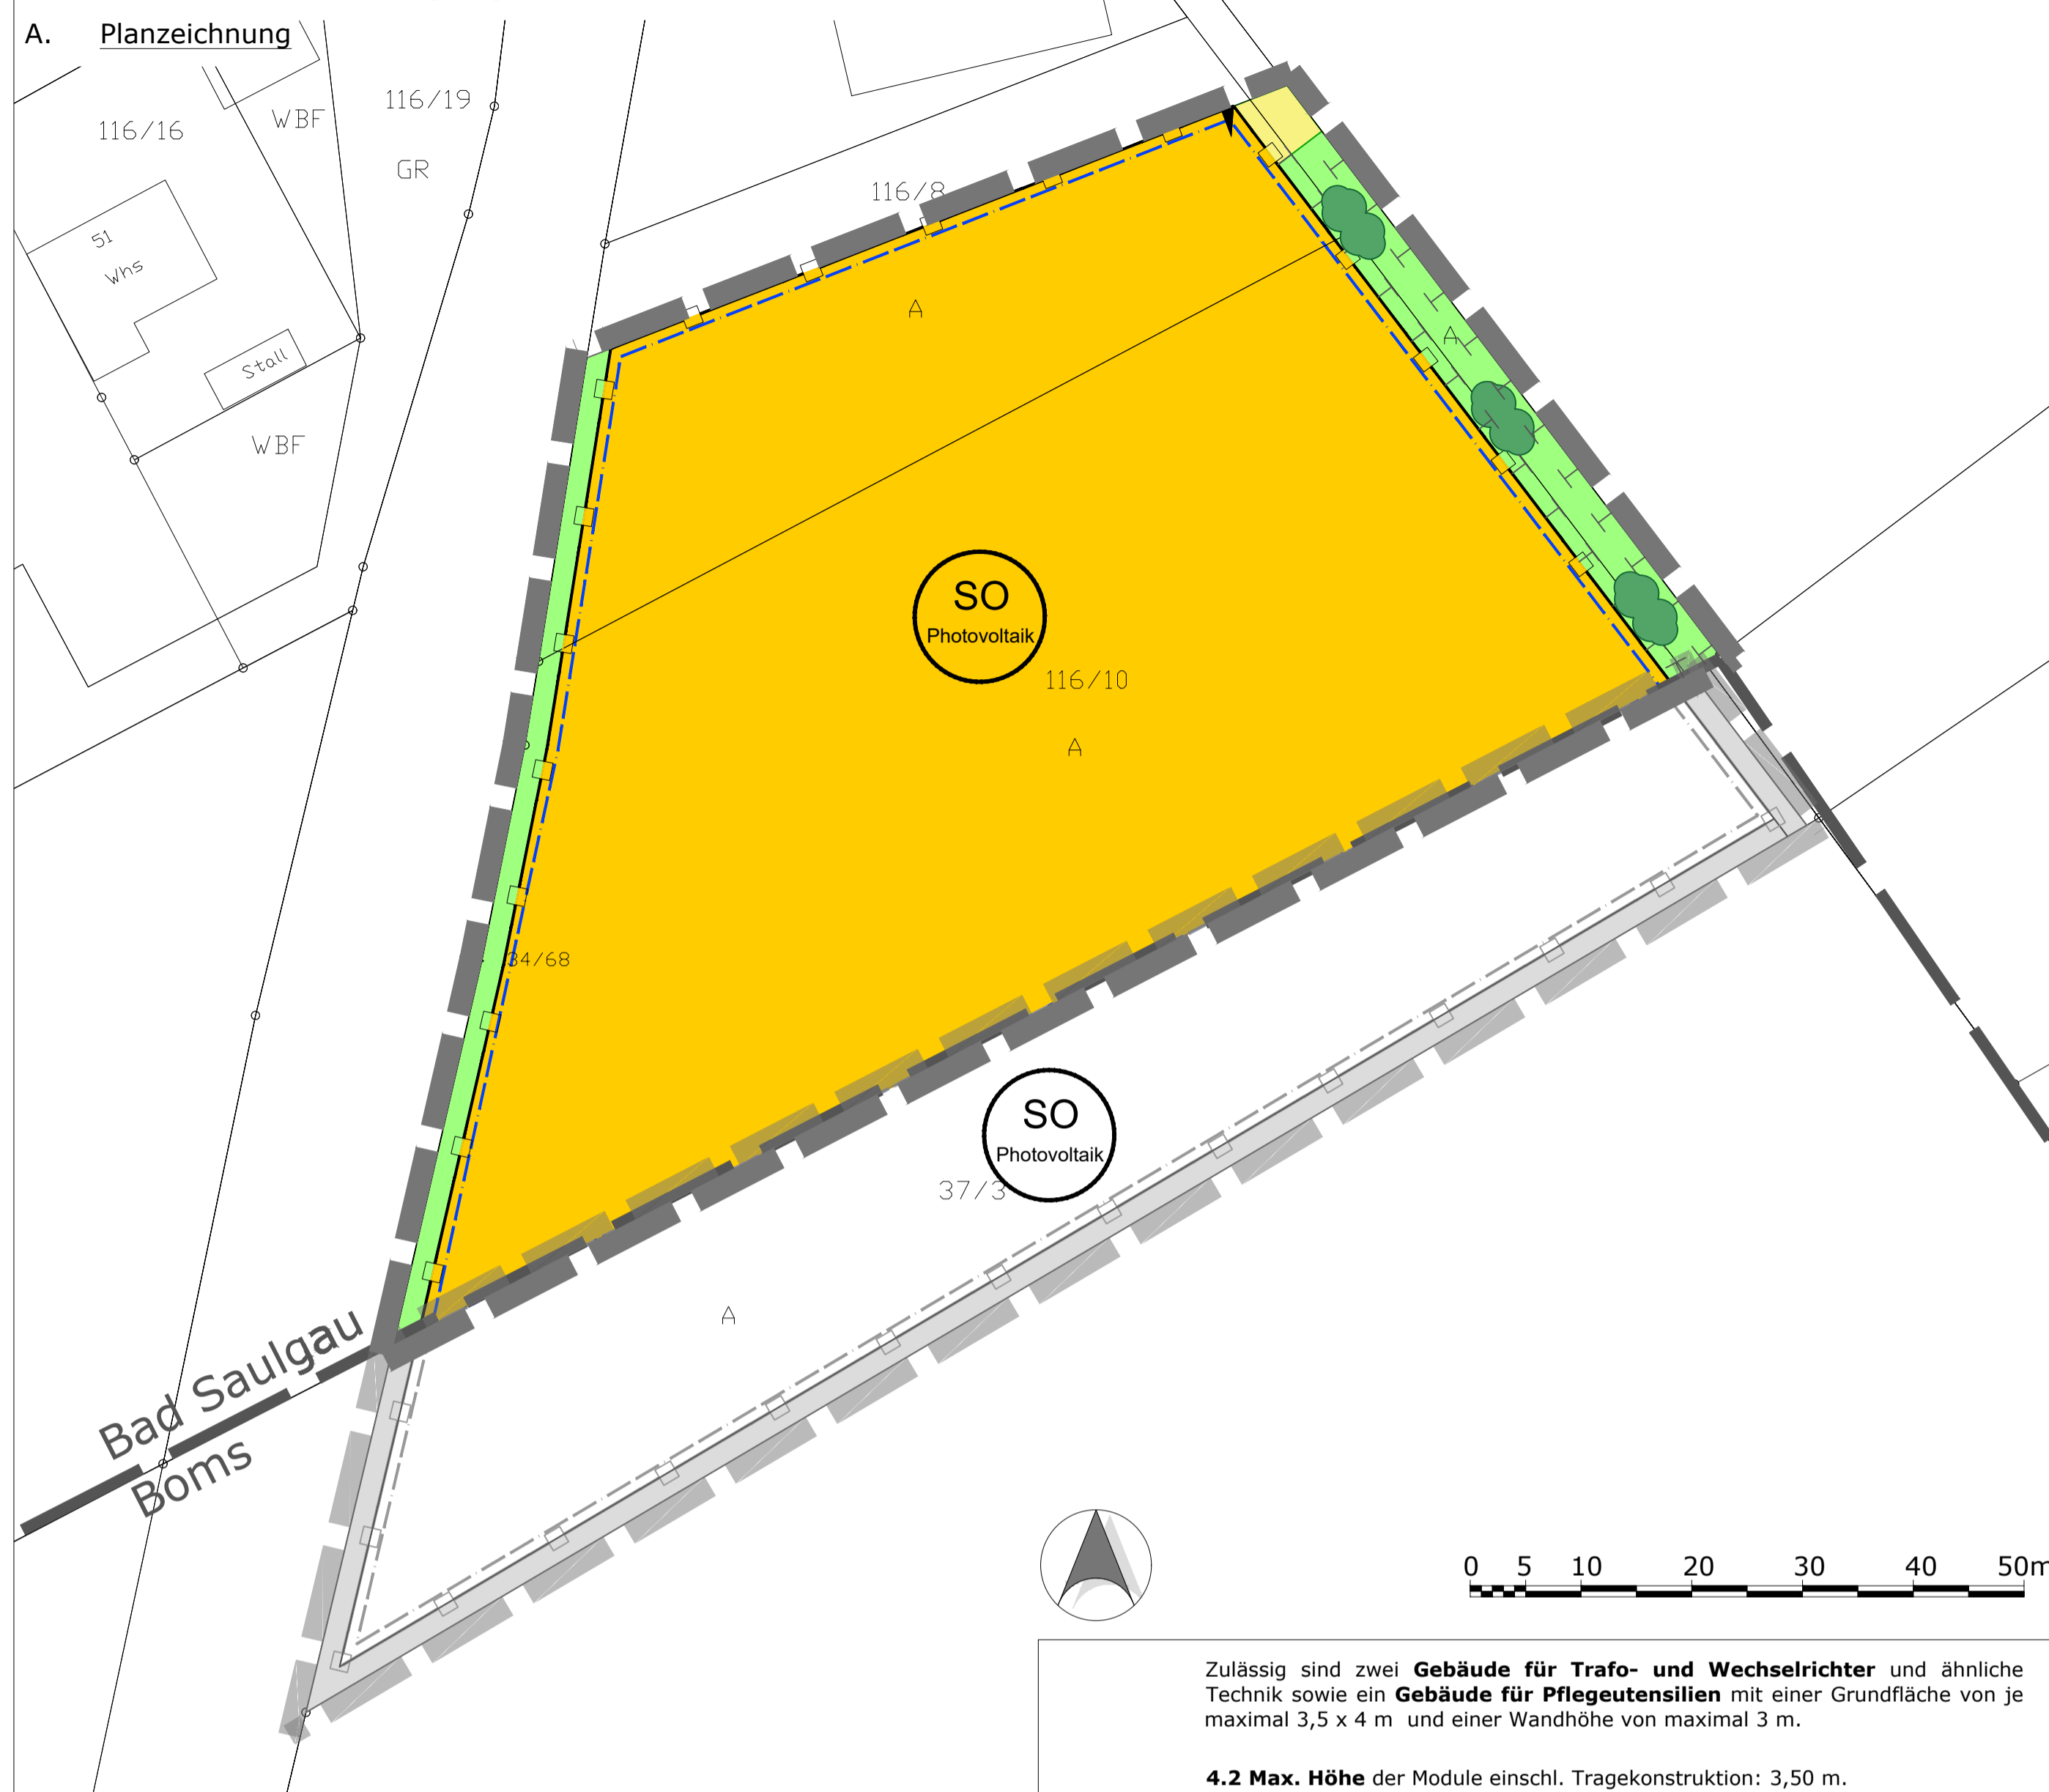 A. Planzeichnung
116/16
WBF
116/19
GR
116/8
51
Whs
Stall
WBF
A
A
SO
Photovoltaik
116/10
A
34/68
SO
Photovoltaik
37/3
A
Bad Saulgau
Boms
0 5 10 20 30 40 50m
Zulässig sind zwei Gebäude für Trafo- und Wechselrichter und ähnliche
Technik sowie ein Gebäude für Pflegeutensilien mit einer Grundfläche von je
maximal 3,5 x 4 m und einer Wandhöhe von maximal 3 m.
4.2 Max. Höhe der Module einschl. Tragekonstruktion: 3,50 m.